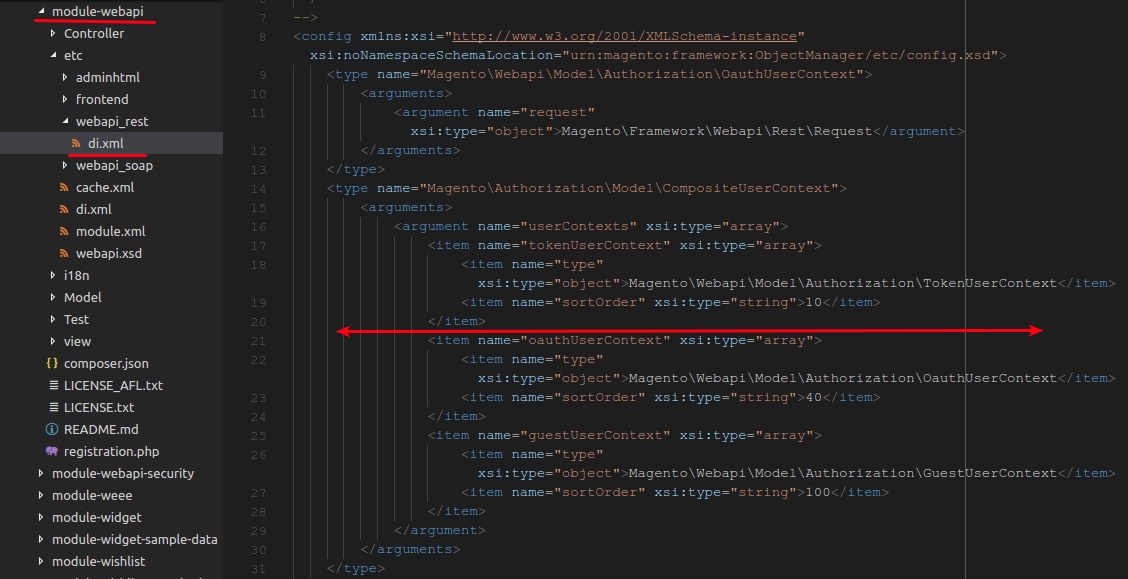 module-webapi
Controller
etc
adminhtml
frontend
webapi_rest
di.xml
webapi_soap
cache.xml
di.xml
module.xml
webapi.xsd
i18n
Model
Test
view
{} composer.json
LICENSE_AFL.txt
LICENSE.txt
README.md
registration.php
module-webapi-security
module-weee
module-widget
module-widget-sample-data
module-wishlist
7 -->
8 <config xmlns:xsi="http://www.w3.org/2001/XMLSchema-instance"
xsi:noNamespaceSchemaLocation="urn:magento:framework:ObjectManager/etc/config.xsd">
9 <type name="Magento\Webapi\Model\Authorization\OauthUserContext">
10 <arguments>
11 <argument name="request"
xsi:type="object">Magento\Framework\Webapi\Rest\Request</argument>
12 </arguments>
13 </type>
14 <type name="Magento\Authorization\Model\CompositeUserContext">
15 <arguments>
16 <argument name="userContexts" xsi:type="array">
17 <item name="tokenUserContext" xsi:type="array">
18 <item name="type"
xsi:type="object">Magento\Webapi\Model\Authorization\TokenUserContext</item>
19 <item name="sortOrder" xsi:type="string">10</item>
20 </item>
21 <item name="oauthUserContext" xsi:type="array">
22 <item name="type"
xsi:type="object">Magento\Webapi\Model\Authorization\OauthUserContext</item>
23 <item name="sortOrder" xsi:type="string">40</item>
24 </item>
25 <item name="guestUserContext" xsi:type="array">
26 <item name="type"
xsi:type="object">Magento\Webapi\Model\Authorization\GuestUserContext</item>
27 <item name="sortOrder" xsi:type="string">100</item>
28 </item>
29 </argument>
30 </arguments>
31 </type>